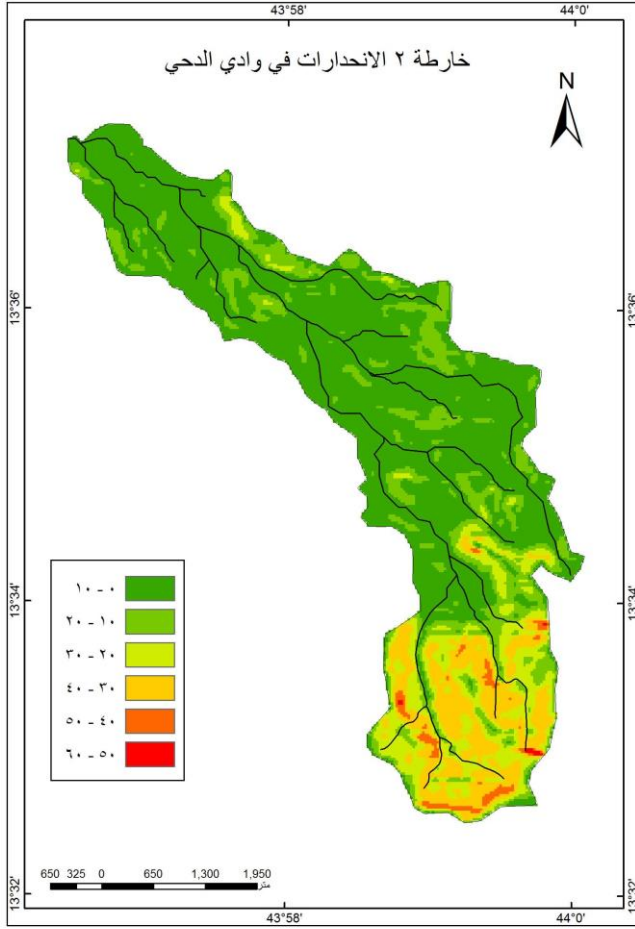 43°58' 44°0'
خارطة ٢ الانحدارات في وادي الدحي
N
13°36' 13°36'
13°34' 13°34'
٠ - ١٠
١٠ - ٢٠
٢٠ - ٣٠
٣٠ - ٤٠
٤٠ - ٥٠
٥٠ - ٦٠
650 325 0 650 1,300 1,950
متر
13°32' 13°32'
43°58' 44°0'